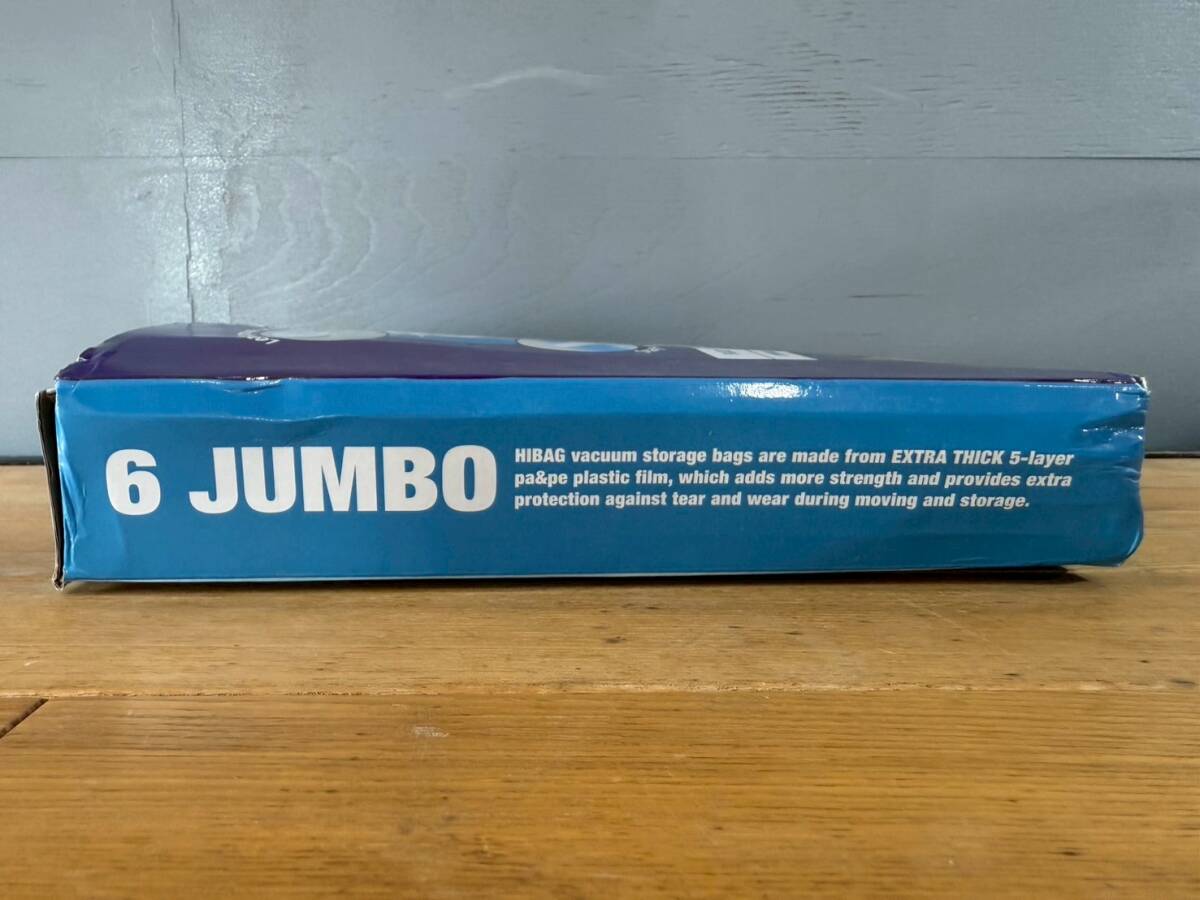 6 JUMBO
HIBAG vacuum storage bags are made from EXTRA THICK 5-layer
pa&pe plastic film, which adds more strength and provides extra
protection against tear and wear during moving and storage.